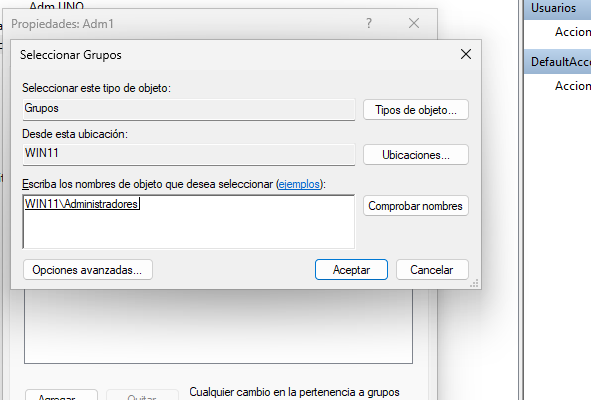 Adm UNO
Usuarios
Propiedades: Adm1
?
Accion
Seleccionar Grupos
DefaultAcc
Accion
Seleccionar este tipo de objeto:
Grupos
Tipos de objeto...
Desde esta ubicación:
WIN11
Ubicaciones...
Escriba los nombres de objeto que desea seleccionar (ejemplos):
WIN11\Administradores
Comprobar nombres
Opciones avanzadas...
Aceptar
Cancelar
Agregar...
Quitar
Cualquier cambio en la pertenencia a grupos